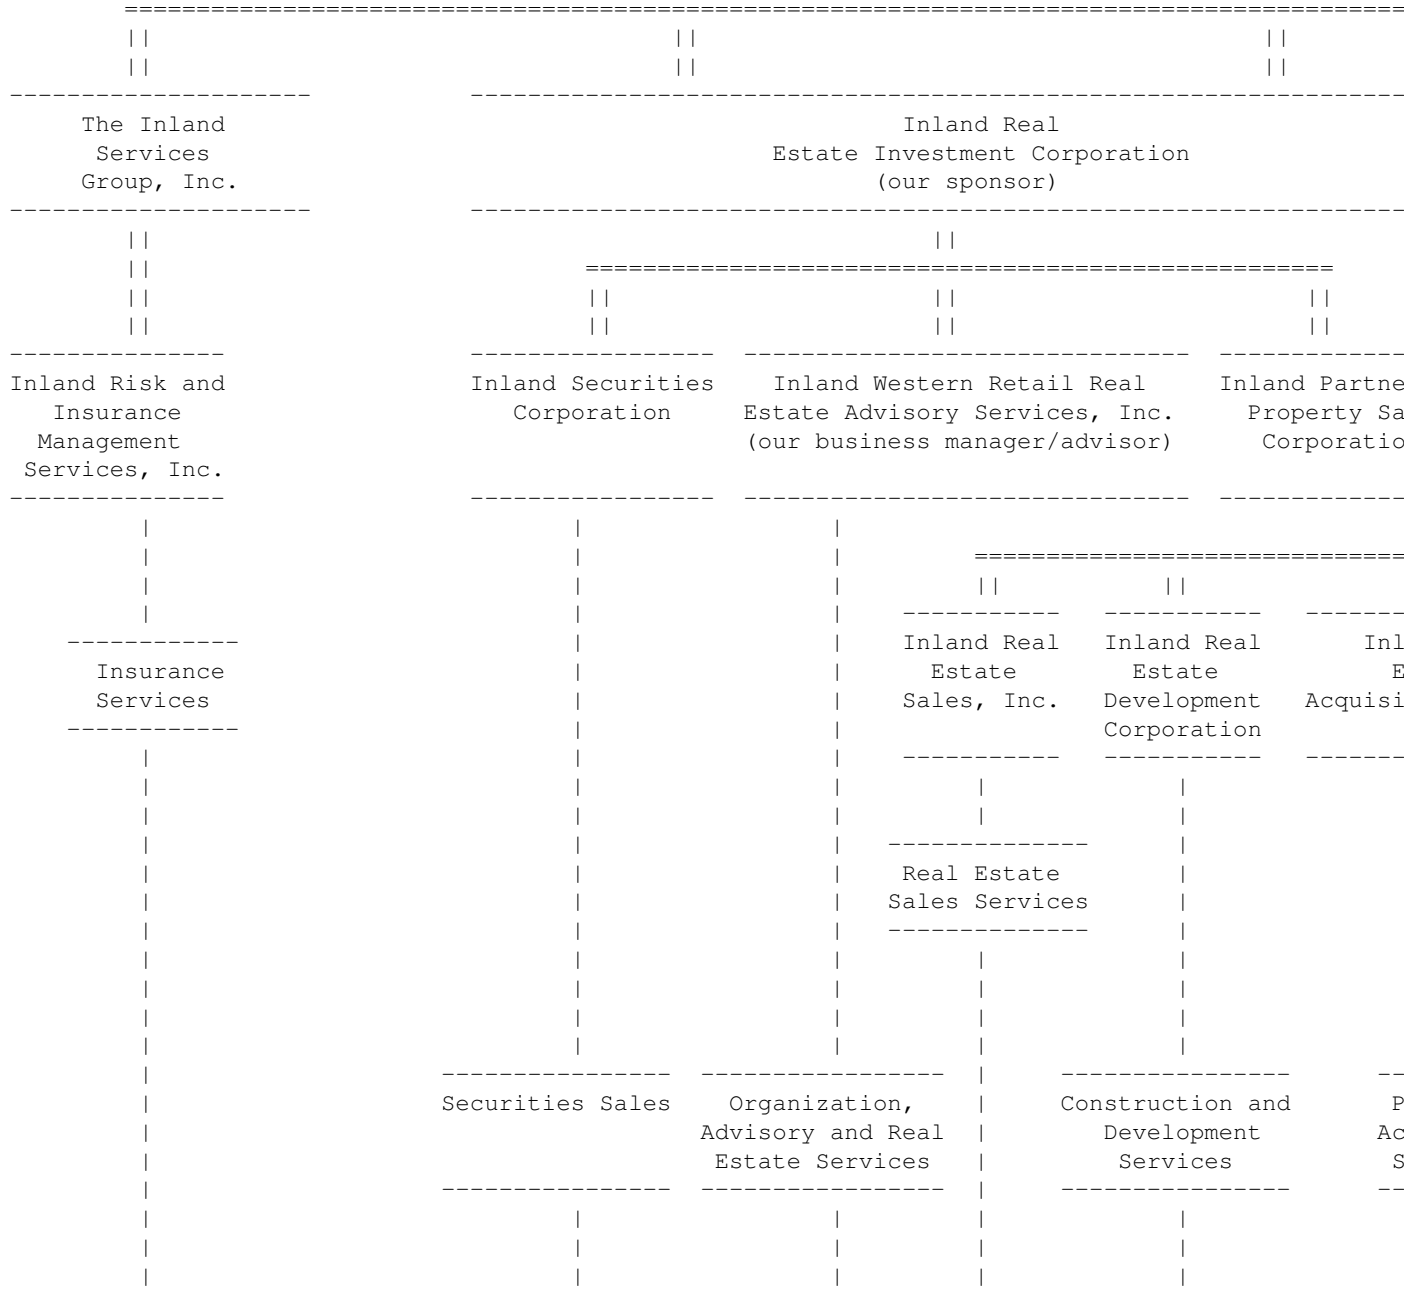 The Inland
Services
Group, Inc.
Inland Real
Estate Investment Corporation
(our sponsor)
Inland Risk and
Insurance
Management
Services, Inc.
Inland Securities
Corporation
Inland Western Retail Real
Estate Advisory Services, Inc.
(our business manager/advisor)
Inland
Property
Insurance
Services
Inland Real
Estate
Sales, Inc.
Inland Real
Estate
Development
Corporation
Real Estate
Sales Services
Securities Sales
Organization,
Advisory and Real
Estate Services
Construction and
Development
Services